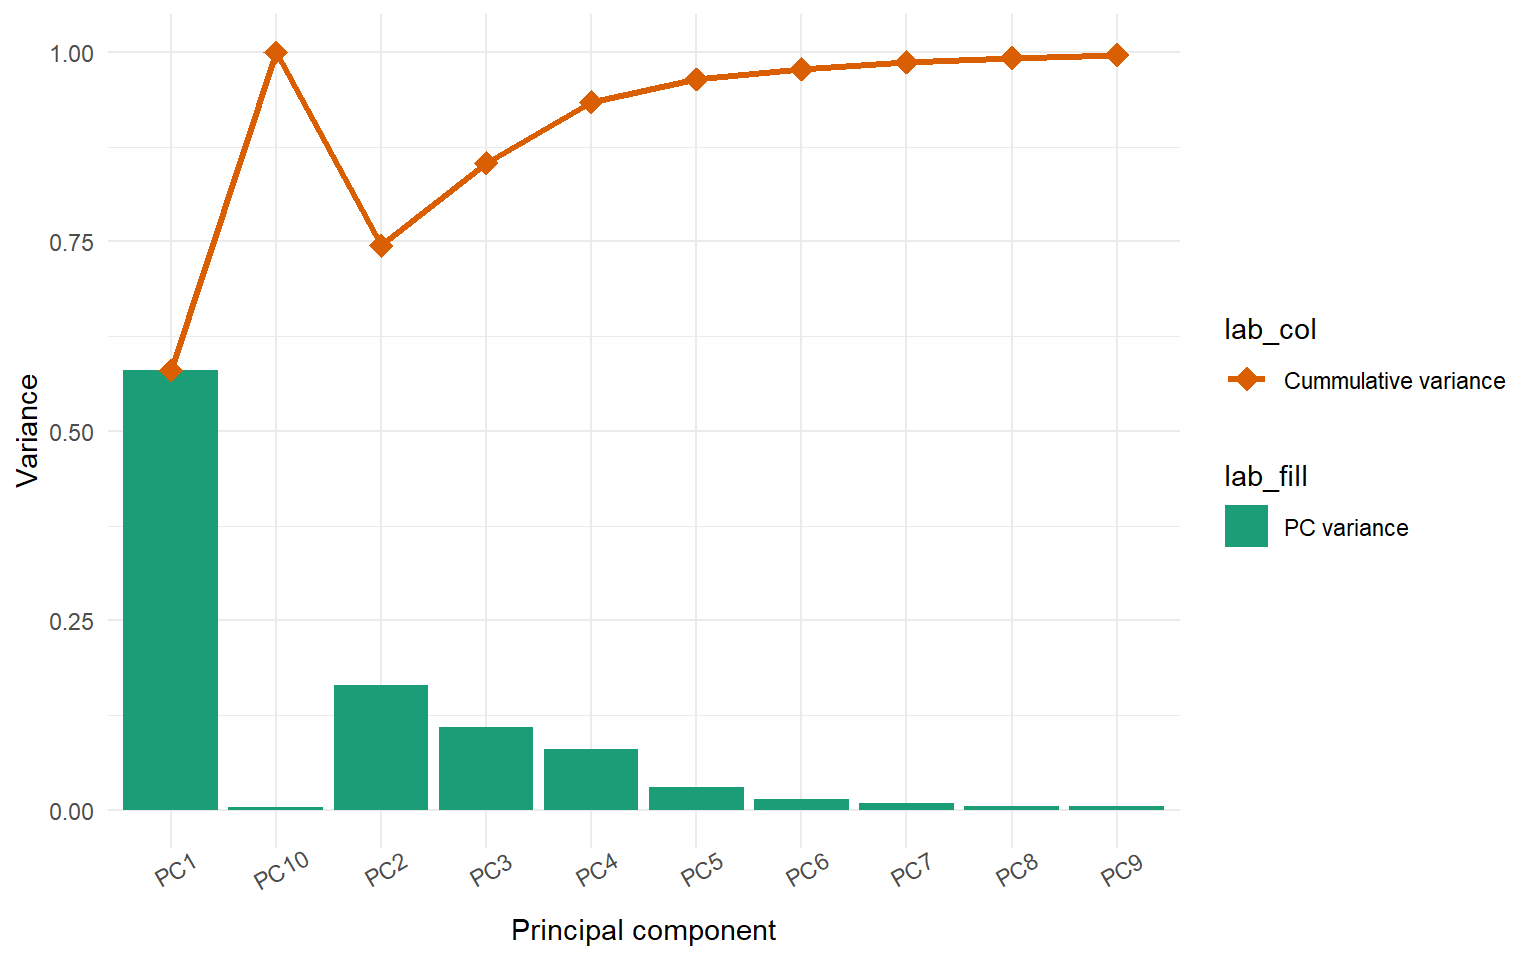 1.00
0.75
0.50
0.25
0.00
Variance
PC1 PC10 PC2 PC3 PC4 PC5 PC6 PC7 PC8 PC9
Principal component
lab_col
Cummulative variance
lab_fill
PC variance